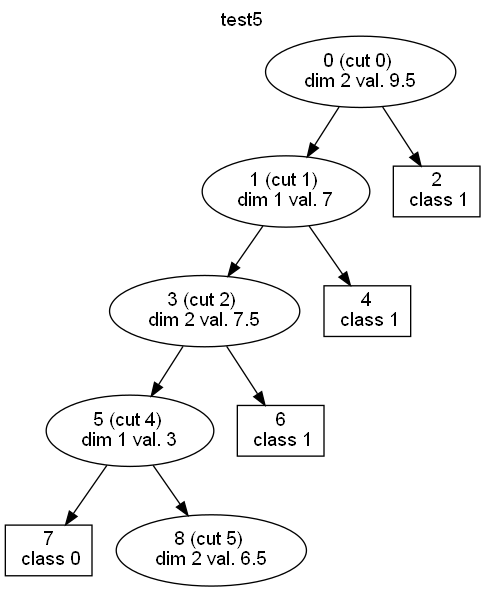 test5
0 (cut 0)
dim 2 val. 9.5
1 (cut 1)
dim 1 val. 7
2
class 1
3 (cut 2)
dim 2 val. 7.5
4
class 1
5 (cut 4)
dim 1 val. 3
6
class 1
7
class 0
8 (cut 5)
dim 2 val. 6.5